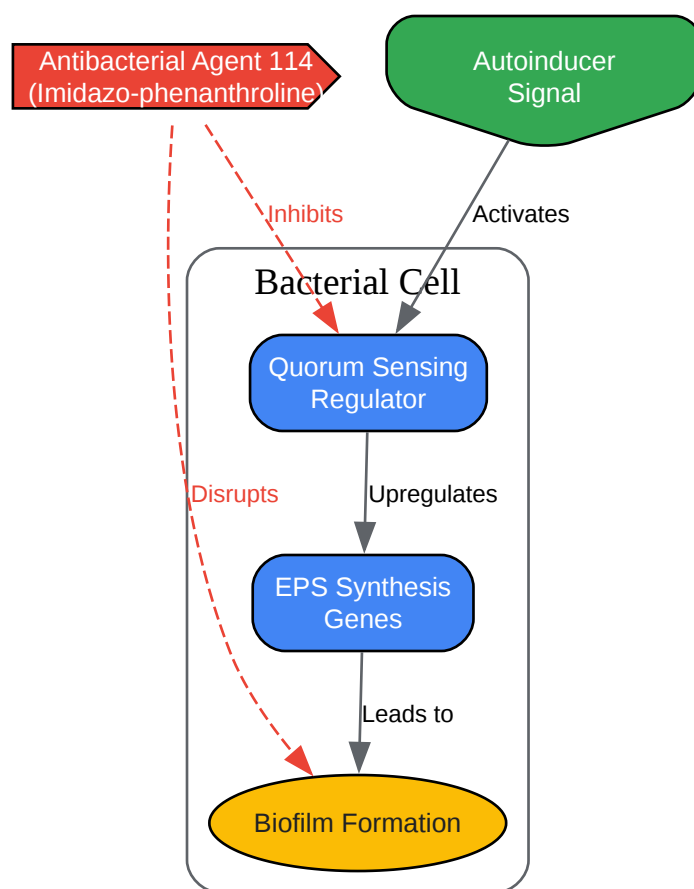 Antibacterial Agent 114
(Imidazo-phenanthroline)
Autoinducer
Signal
Inhibits
Activates
Bacterial Cell
Quorum Sensing
Regulator
Disrupts
Upregulates
EPS Synthesis
Genes
Leads to
Biofilm Formation